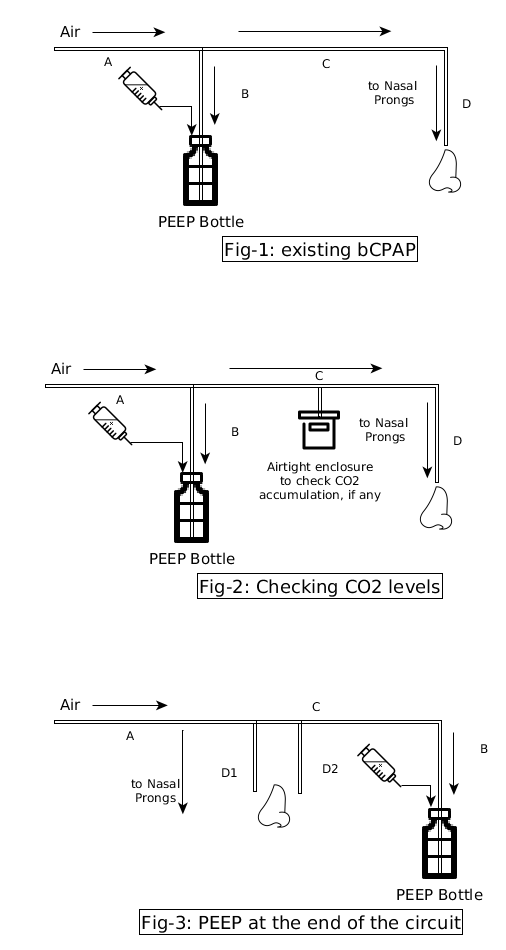 Air
A
C
B
to Nasal
Prongs
D
PEEP Bottle
Fig-1: existing bCPAP
Air
C
A
B
to Nasal
Prongs
D
Airtight enclosure
to check CO2
accumulation, if any
PEEP Bottle
Fig-2: Checking CO2 levels
Air
C
A
B
D1
D2
to Nasal
Prongs
PEEP Bottle
Fig-3: PEEP at the end of the circuit